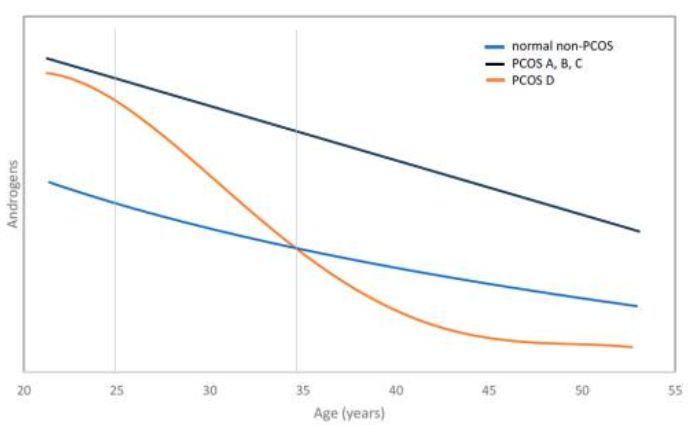 normal non-PCOS
PCOS A, B, C
PCOS D
Androgens
20 25 30 35 40 45 50 55
Age (years)